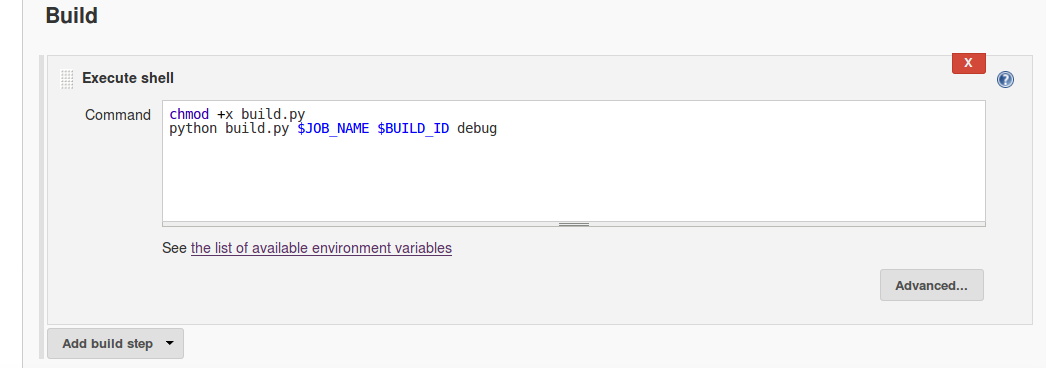 Build
X
Execute shell
?
Command
chmod +x build.py
python build.py $JOB_NAME $BUILD_ID debug
See the list of available environment variables
Advanced...
Add build step